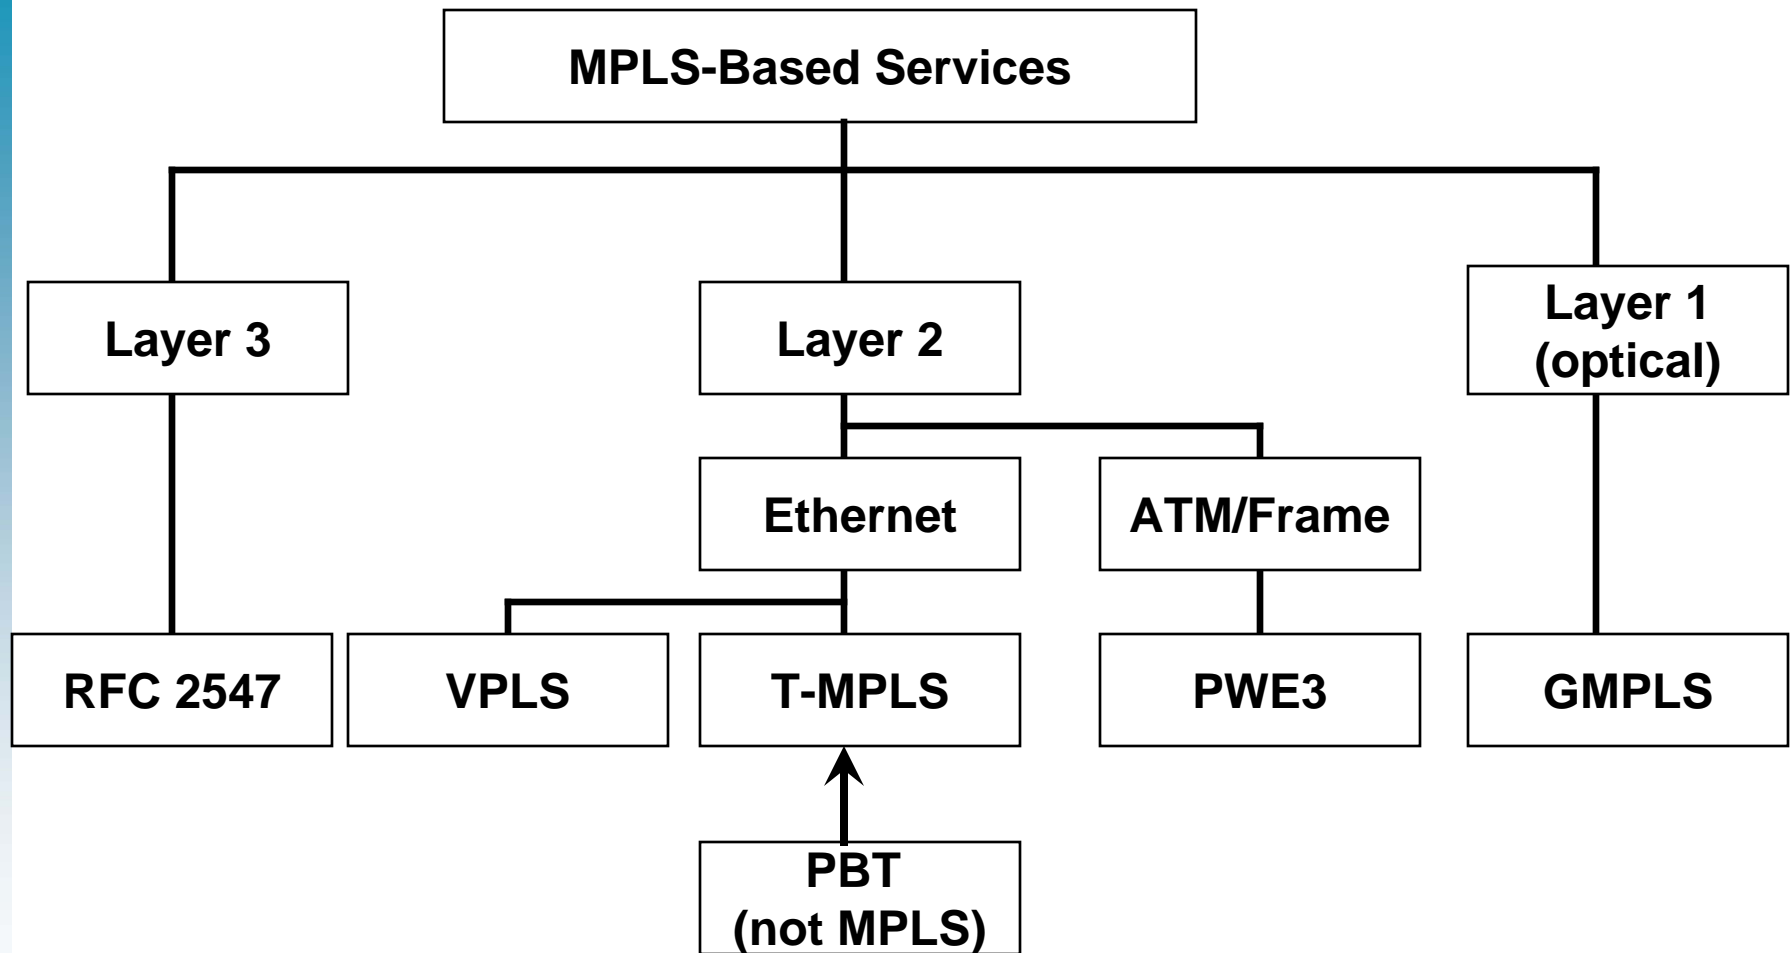 MPLS-Based Services
Layer 3
Layer 2
Layer 1
(optical)
Ethernet
ATM/Frame
RFC 2547
VPLS
T-MPLS
PWE3
GMPLS
PBT
(not MPLS)